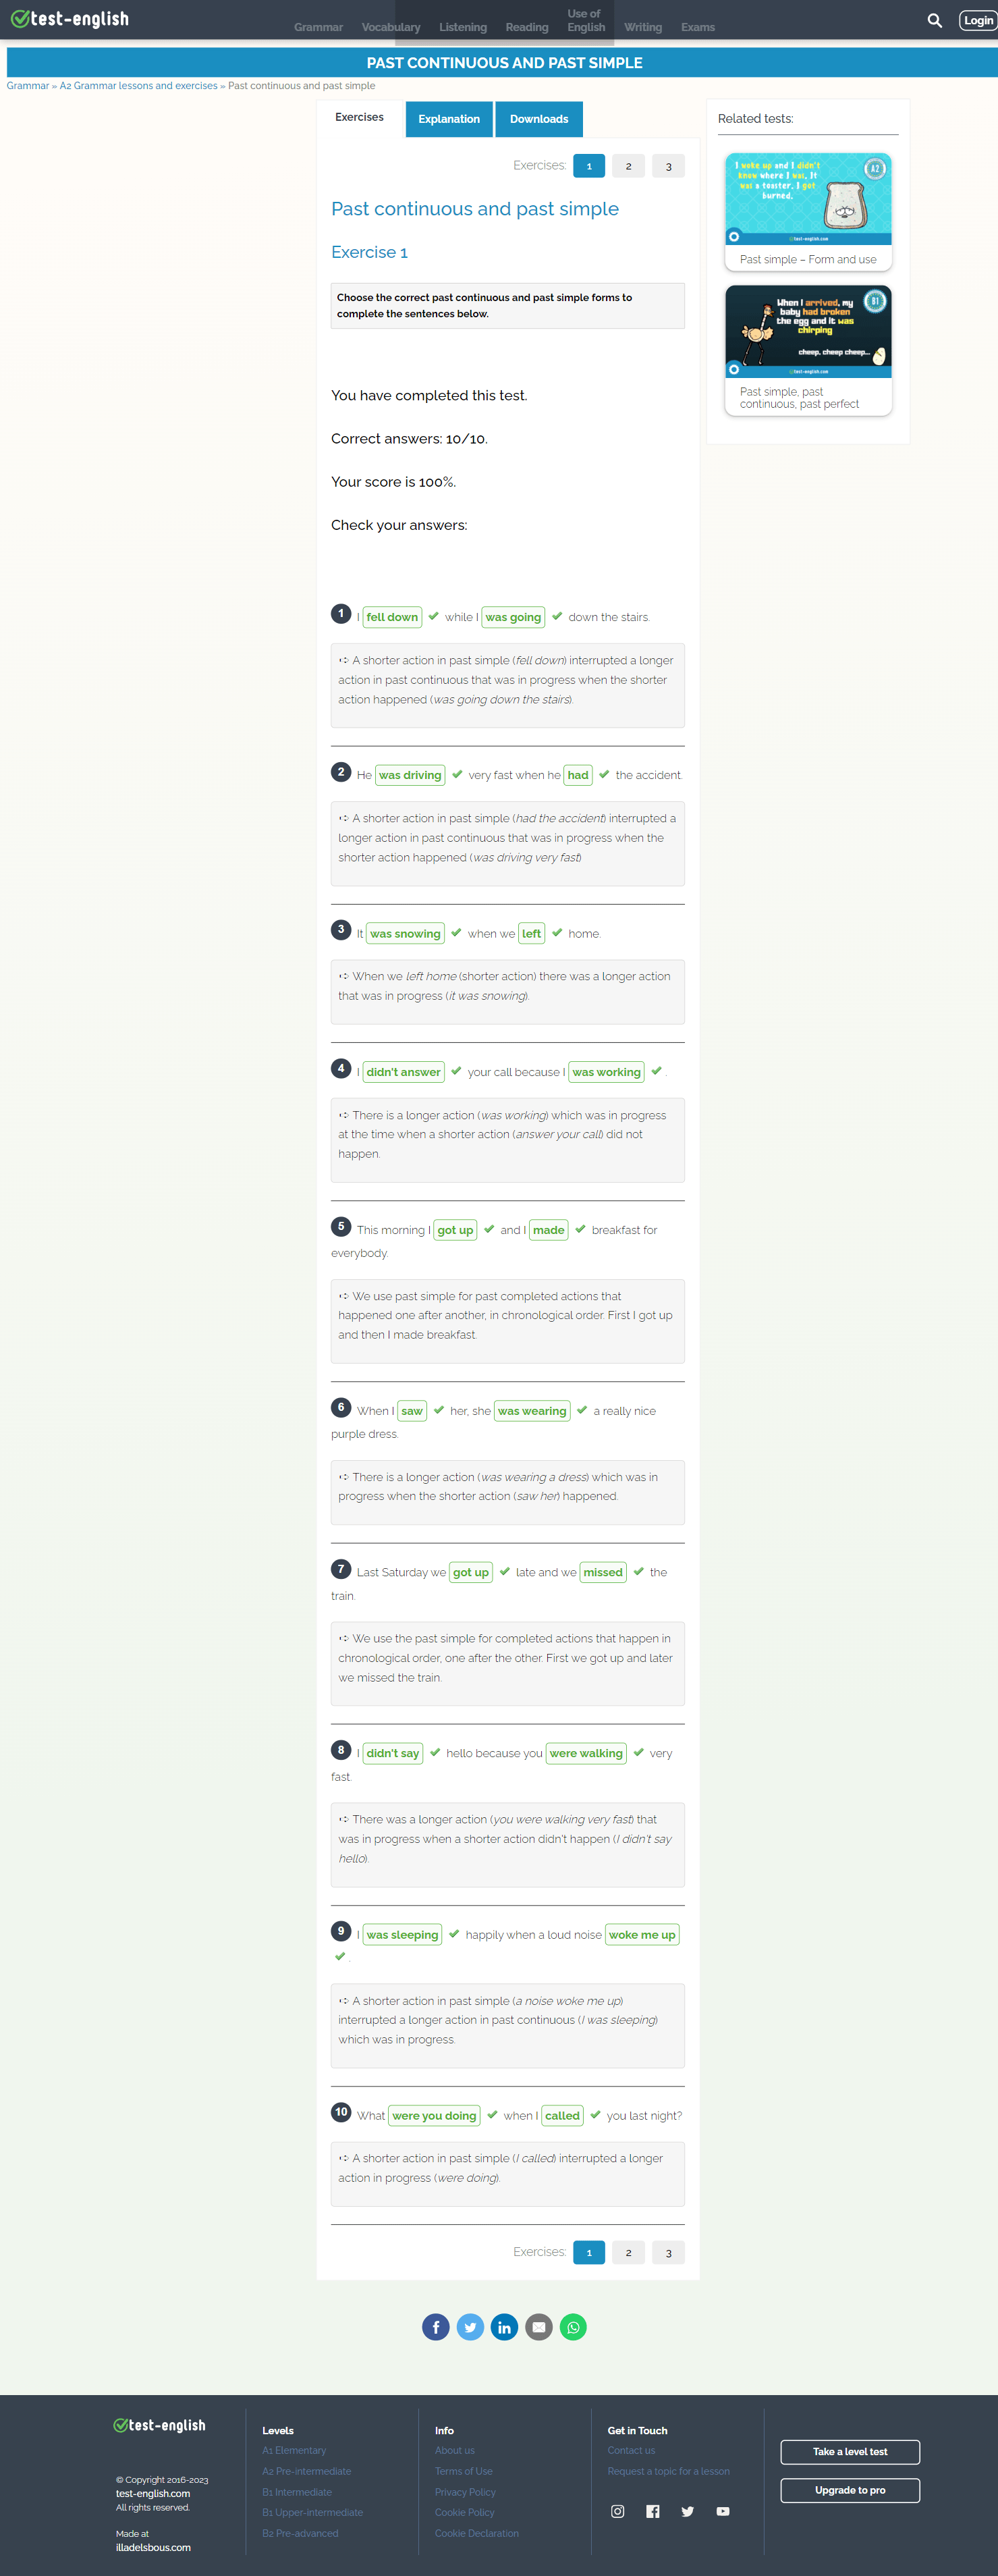 test-english
Grammar Vocabulary Listening Reading Use of English Writing Exams
Login
PAST CONTINUOUS AND PAST SIMPLE
Grammar » A2 Grammar lessons and exercises » Past continuous and past simple
Exercises Explanation Downloads
Exercises: 1 2 3
Past continuous and past simple
Exercise 1
Choose the correct past continuous and past simple forms to
complete the sentences below.
You have completed this test.
Correct answers: 10/10.
Your score is 100%.
Check your answers:
1 I fell down while I was going down the stairs.
➪ A shorter action in past simple (fell down) interrupted a longer
action in past continuous that was in progress when the shorter
action happened (was going down the stairs).
2 He was driving very fast when he had the accident.
➪ A shorter action in past simple (had the accident) interrupted a
longer action in past continuous that was in progress when the
shorter action happened (was driving very fast)
3 It was snowing when we left home.
➪ When we left home (shorter action) there was a longer action
that was in progress (it was snowing).
4 I didn't answer your call because I was working .
➪ There is a longer action (was working) which was in progress
at the time when a shorter action (answer your call) did not
happen.
5 This morning I got up and I made breakfast for
everybody.
➪ We use past simple for past completed actions that
happened one after another, in chronological order. First I got up
and then I made breakfast.
6 When I saw her, she was wearing a really nice
purple dress.
➪ There is a longer action (was wearing a dress) which was in
progress when the shorter action (saw her) happened.
7 Last Saturday we got up late and we missed the
train.
➪ We use the past simple for completed actions that happen in
chronological order, one after the other. First we got up and later
we missed the train.
8 I didn't say hello because you were walking very
fast.
➪ There was a longer action (you were walking very fast) that
was in progress when a shorter action didn't happen (I didn't say
hello).
9 I was sleeping happily when a loud noise woke me up
.
➪ A shorter action in past simple (a noise woke me up)
interrupted a longer action in past continuous (I was sleeping)
which was in progress.
10 What were you doing when I called you last night?
➪ A shorter action in past simple (I called) interrupted a longer
action in progress (were doing).
Exercises: 1 2 3
Related tests:
I woke up and I didn't
know where I was. It
was a toaster. I got
burned.
A2
test-english.com
Past simple – Form and use
When I arrived, my
baby had broken
the egg and it was
chirping
B1
cheep, cheep cheep...
test-english.com
Past simple, past
continuous, past perfect
test-english
© Copyright 2016-2023
test-english.com
All rights reserved.
Made at
illadelsbous.com
Levels
A1 Elementary
A2 Pre-intermediate
B1 Intermediate
B1 Upper-intermediate
B2 Pre-advanced
Info
About us
Terms of Use
Privacy Policy
Cookie Policy
Cookie Declaration
Get in Touch
Contact us
Request a topic for a lesson
Take a level test
Upgrade to pro